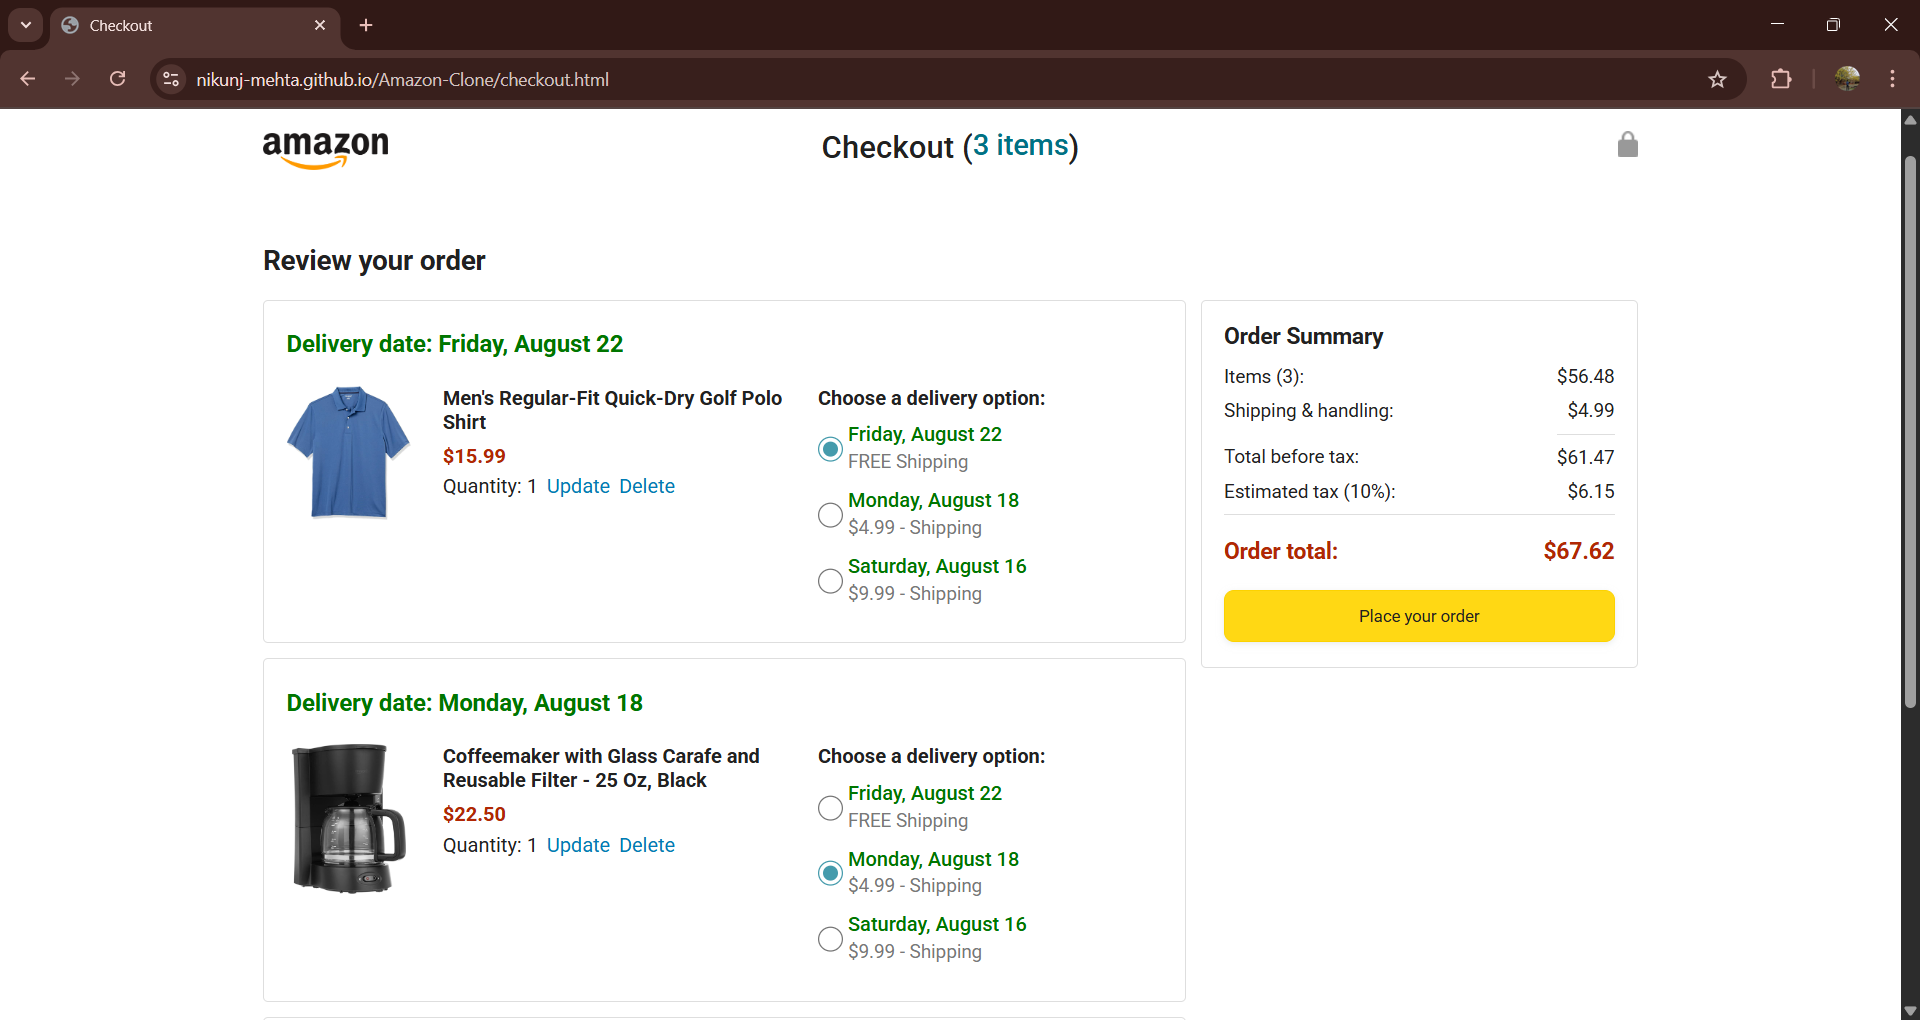 Checkout
nikunj-mehta.github.io/Amazon-Clone/checkout.html
amazon
Checkout (3 items)
Review your order
Delivery date: Friday, August 22
Men's Regular-Fit Quick-Dry Golf Polo
Shirt
$15.99
Quantity: 1 Update Delete
Choose a delivery option:
Friday, August 22
FREE Shipping
Monday, August 18
$4.99 - Shipping
Saturday, August 16
$9.99 - Shipping
Delivery date: Monday, August 18
Coffeemaker with Glass Carafe and
Reusable Filter - 25 Oz, Black
$22.50
Quantity: 1 Update Delete
Choose a delivery option:
Friday, August 22
FREE Shipping
Monday, August 18
$4.99 - Shipping
Saturday, August 16
$9.99 - Shipping
Order Summary
Items (3): $56.48
Shipping & handling: $4.99
Total before tax: $61.47
Estimated tax (10%): $6.15
Order total: $67.62
Place your order